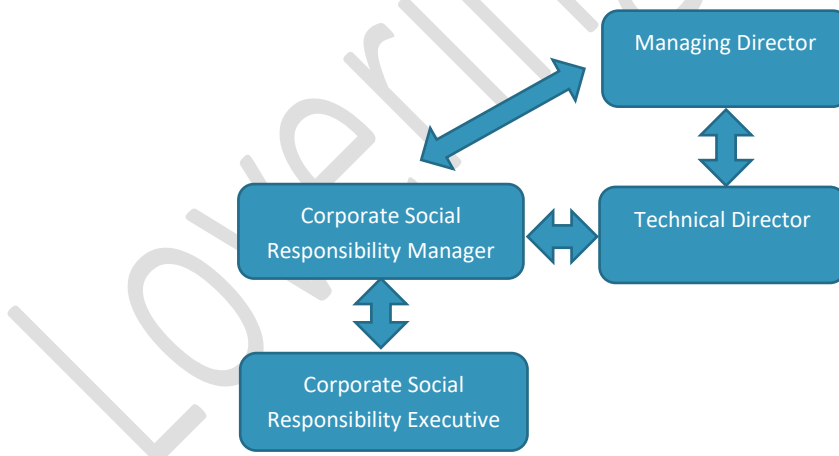 Managing Director
Technical Director
Corporate Social
Responsibility Manager
Corporate Social
Responsibility Executive